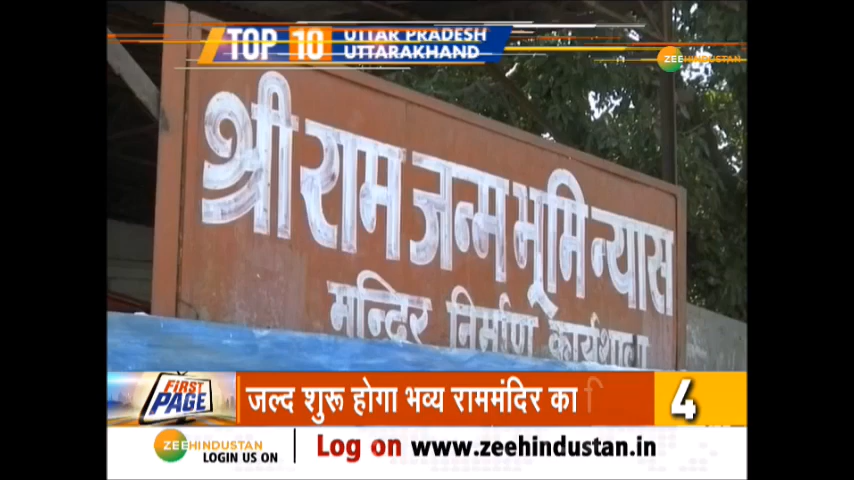 TOP 10 UTTAR PRADESH
UTTARAKHAND
ZEE HINDUSTAN
श्री राम जन्म भूमि न्यास
मन्दिर निर्माण कार्यशाला
FIRST PAGE
जल्द शुरू होगा भव्य राममंदिर का
4
ZEE HINDUSTAN
LOGIN US ON
Log on www.zeehindustan.in